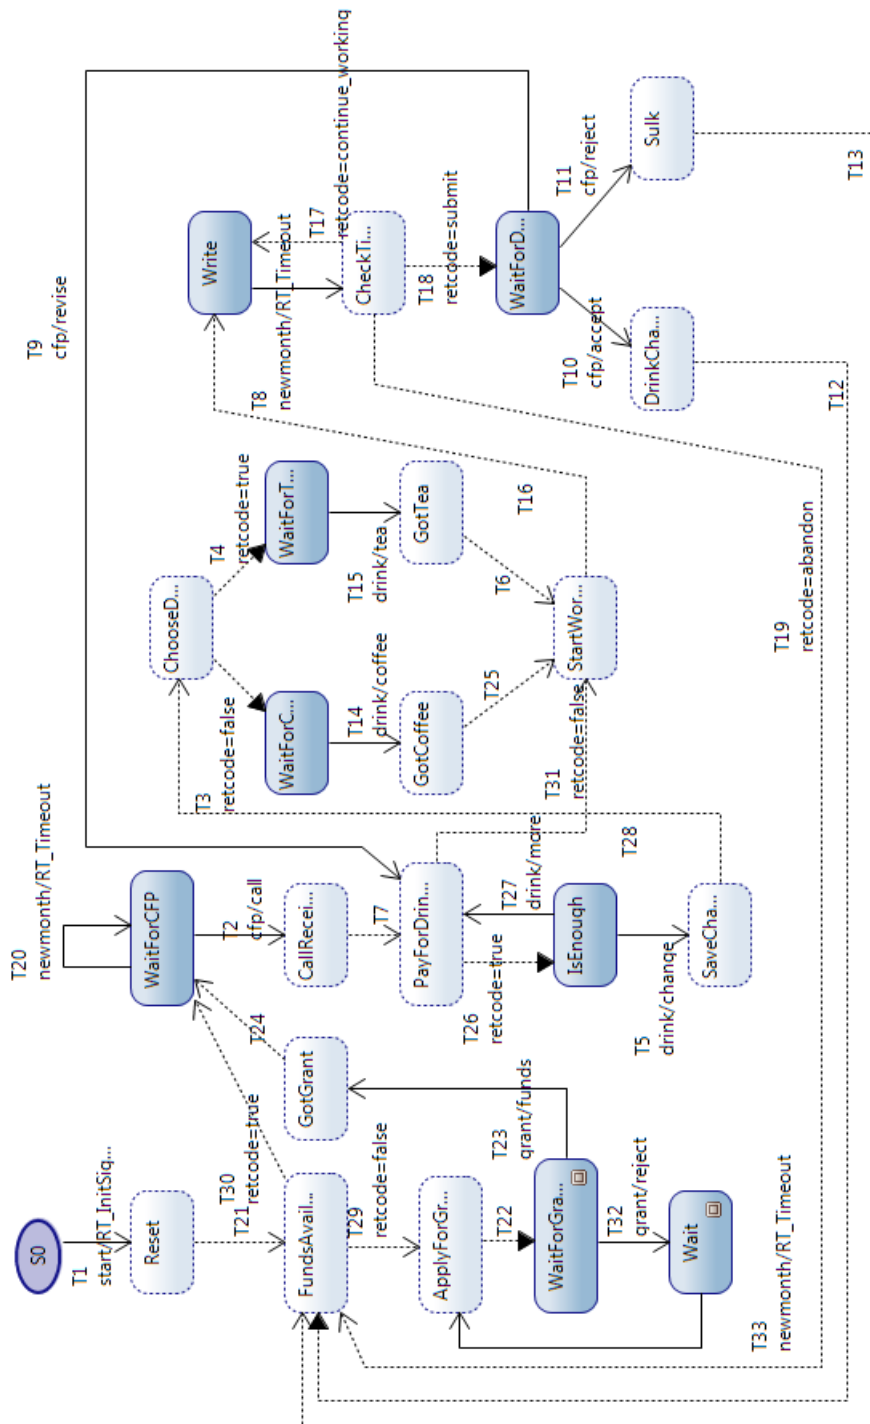 S0
T1
start/RT_InitSig...
Reset
T21
T30
retcode=true
FundsAvail...
T29
retcode=false
ApplyForGr...
T22
WaitForGra...
T32
grant/reject
Wait
T33
newmonth/RT_Timeout
T23
grant/funds
GotGrant
T24
T20
newmonth/RT_Timeout
WaitForCFP
T2
cfp/call
CallRecei...
T7
PayForDrin...
T26
retcode=true
T27
drink/more
IsEnough
T5
drink/change
SaveCha...
T28
T31
retcode=false
ChooseD...
T3
retcode=false
T4
retcode=true
WaitForC...
WaitForT...
T14
drink/coffee
T15
drink/tea
GotCoffee
GotTea
T25
T6
StartWor...
T16
T9
cfp/revise
Write
T8
newmonth/RT_Timeout
T17
retcode=continue_working
CheckTi...
T18
retcode=submit
WaitForD...
T10
cfp/accept
T11
cfp/reject
DrinkCha...
Sulk
T19
retcode=abandon
T12
T13